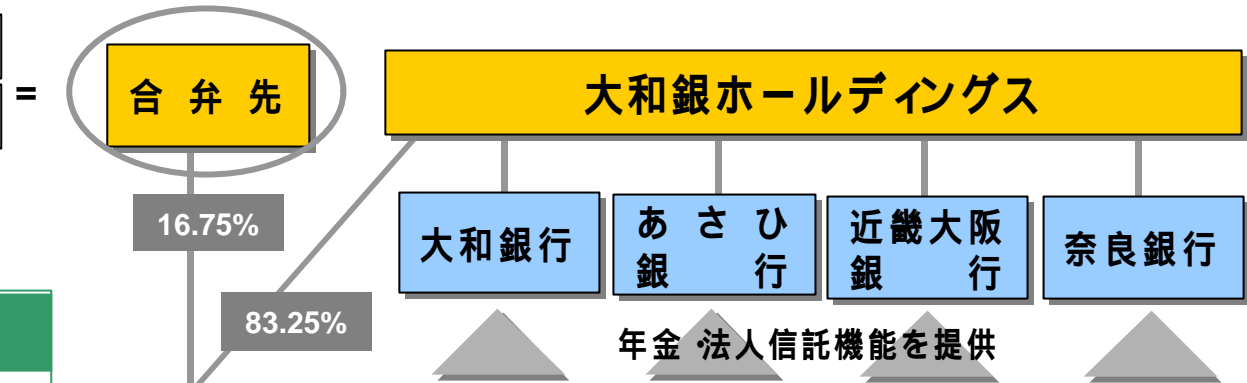 =
合弁先
大和銀ホールディングス
16.75%
83.25%
大和銀行
あさひ
銀行
近畿大阪
銀行
奈良銀行
年金・法人信託機能を提供